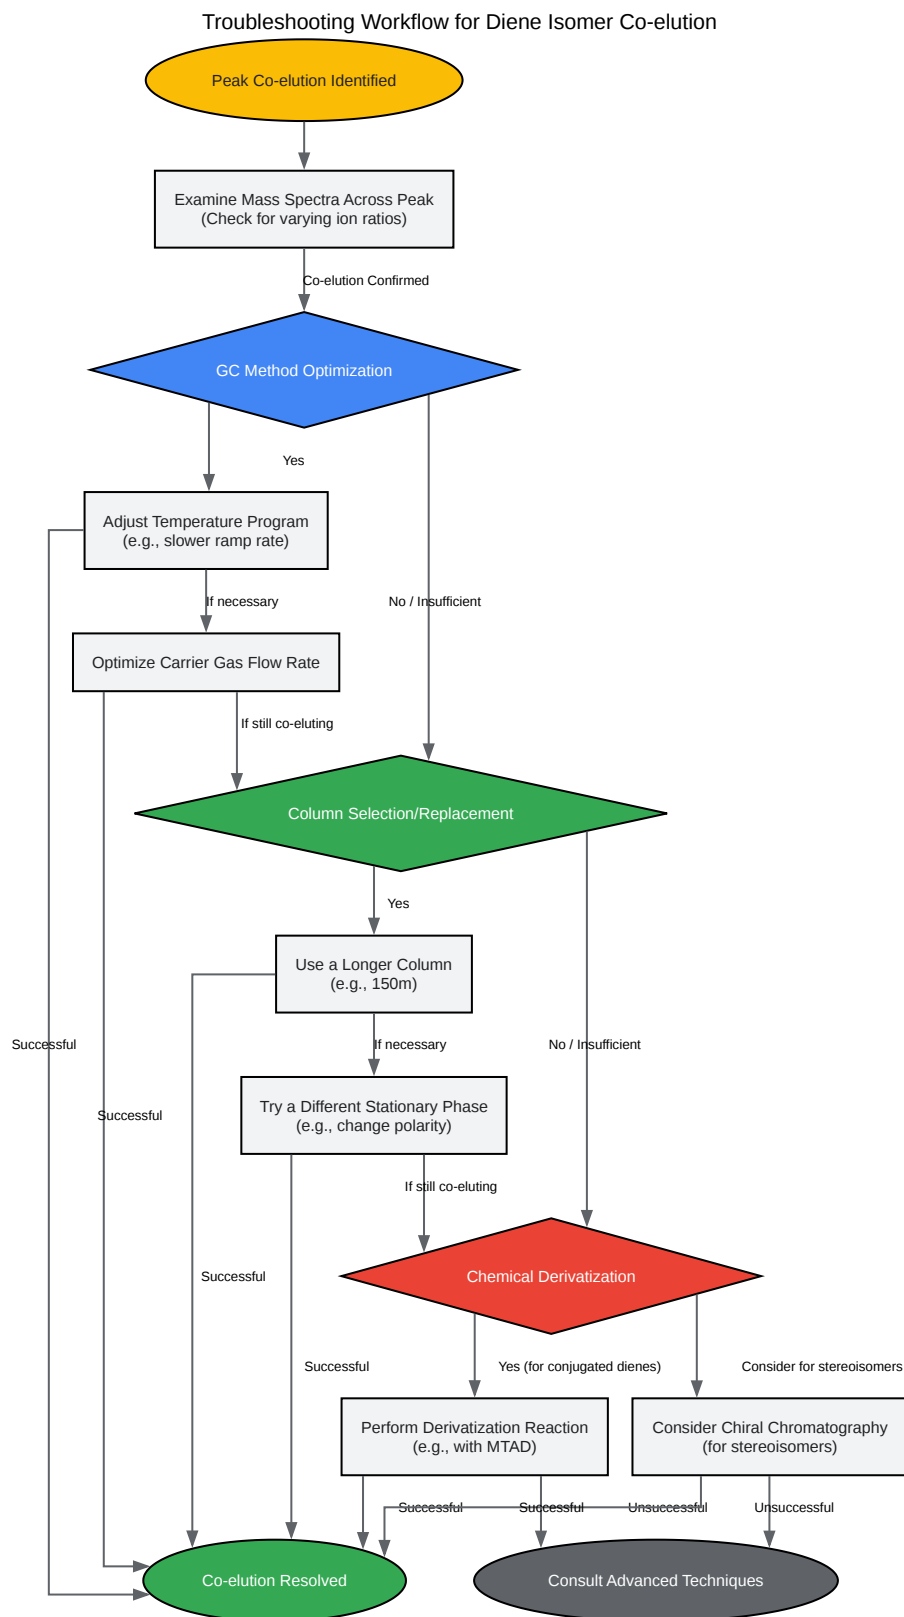 Troubleshooting Workflow for Diene Isomer Co-elution
Peak Co-elution Identified
Examine Mass Spectra Across Peak
(Check for varying ion ratios)
Co-elution Confirmed
GC Method Optimization
Yes
Adjust Temperature Program
(e.g., slower ramp rate)
If necessary
No / Insufficient
Optimize Carrier Gas Flow Rate
If still co-eluting
Column Selection/Replacement
Yes
Use a Longer Column
(e.g., 150m)
Successful
If necessary
No / Insufficient
Successful
Try a Different Stationary Phase
(e.g., change polarity)
If still co-eluting
Successful
Chemical Derivatization
Successful
Yes (for conjugated dienes)
Consider for stereoisomers
Perform Derivatization Reaction
(e.g., with MTAD)
Consider Chiral Chromatography
(for stereoisomers)
Successful
Successful
Unsuccessful
Unsuccessful
Co-elution Resolved
Consult Advanced Techniques